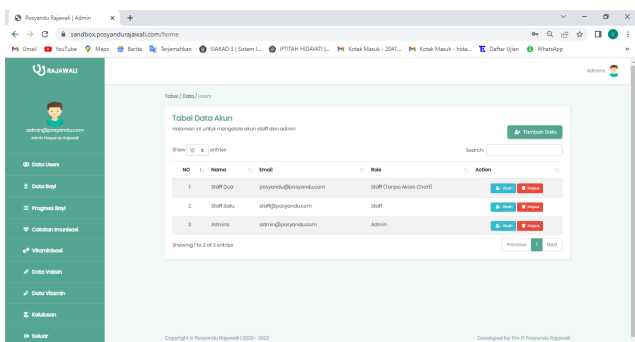 Posyandu Rajawali | Admin
sandbox.posyandurajawali.com/home
Gmail YouTube Maps Berita Terjemahkan SIAKAD 3 | Sistem I... IFTITAH HIDAYATI |... Kotak Masuk - 2041... Kotak Masuk - hida... Daftar Ujian WhatsApp
RAJAWALI
Admins
admin@posyandu.com
Admin Posyandu Rajawali
Data Users
Data Bayi
Progress Bayi
Catatan Imunisasi
Vitaminisasi
Data Vaksin
Data Vitamin
Kelulusan
Keluar
Tabel / Data / Users
Tabel Data Akun
Halaman ini untuk mengelola akun staff dan admin
Tambah Data
Show 10 entries
Search:
NO Nama Email Role Action
1 Staff Dua posyandu@posyandu.com Staff (Tanpa Akses Chart) Ubah Hapus
2 Staff Satu staff@posyandu.com Staff Ubah Hapus
3 Admins admin@posyandu.com Admin Ubah Hapus
Showing 1 to 3 of 3 entries
Previous 1 Next
Copyright © Posyandu Rajawali | 2020 - 2022
Developed by Tim IT Posyandu Rajawali